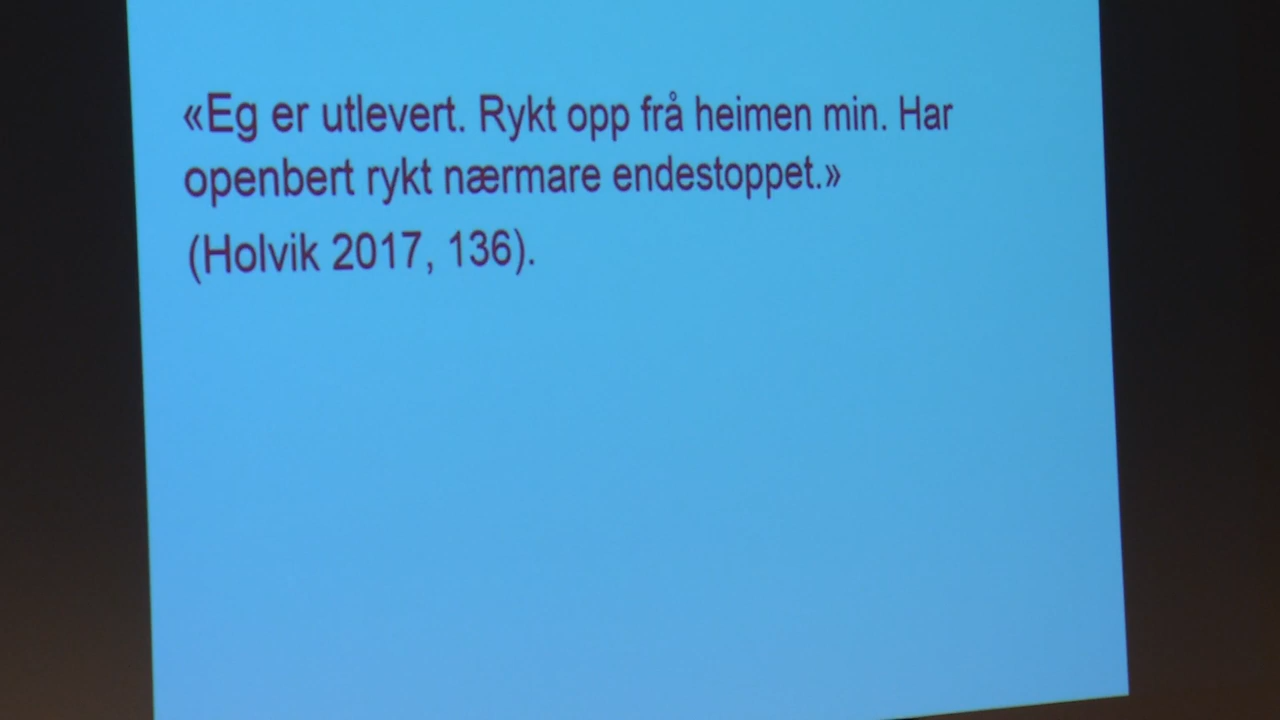 «Eg er utlevert. Rykt opp frå heimen min. Har
openbert rykt nærmare endestoppet.»
(Holvik 2017, 136).